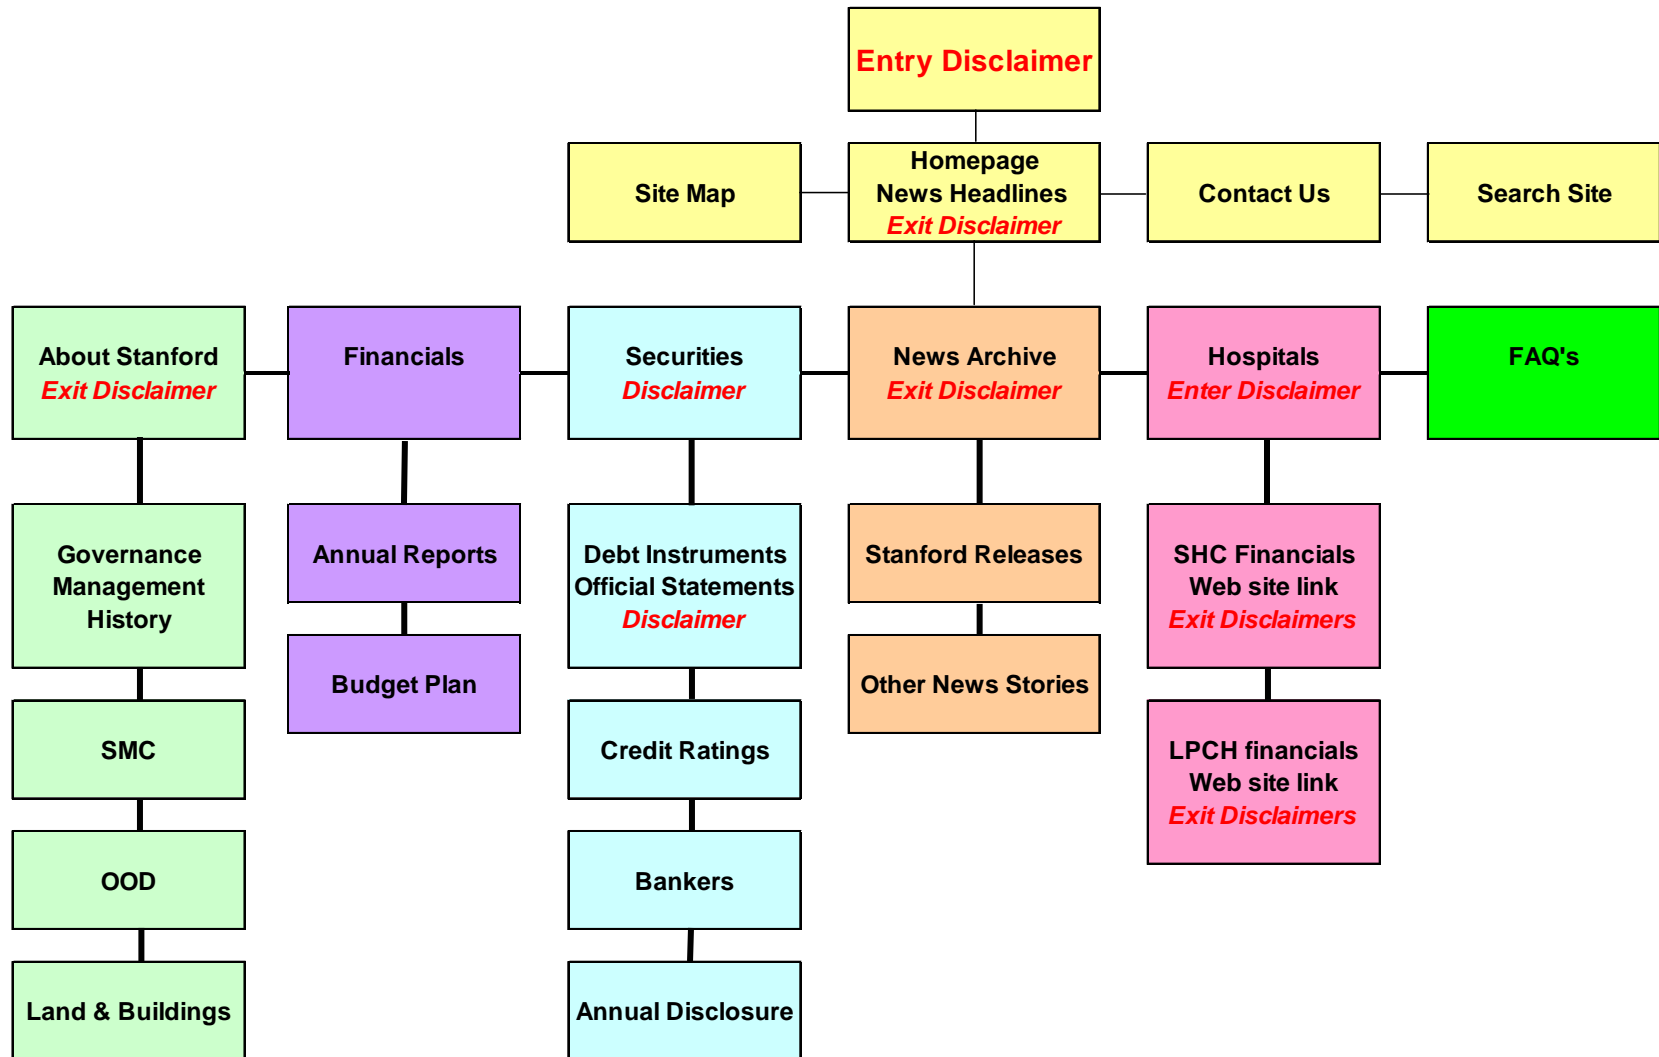 Entry Disclaimer
Site Map
Homepage
News Headlines
Exit Disclaimer
Contact Us
Search Site
About Stanford
Exit Disclaimer
Financials
Securities
Disclaimer
News Archive
Exit Disclaimer
Hospitals
Enter Disclaimer
FAQ's
Governance
Management
History
Annual Reports
Debt Instruments
Official Statements
Disclaimer
Stanford Releases
SHC Financials
Web site link
Exit Disclaimers
Budget Plan
Other News Stories
SMC
Credit Ratings
LPCH financials
Web site link
Exit Disclaimers
OOD
Bankers
Land & Buildings
Annual Disclosure